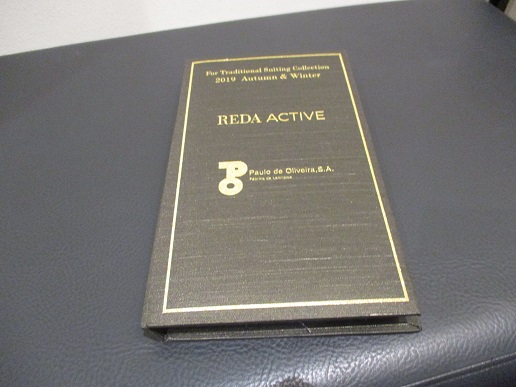 For Traditional Suiting Collection
2019 Autumn & Winter
REDA ACTIVE
Paulo de Oliveira,S.A.